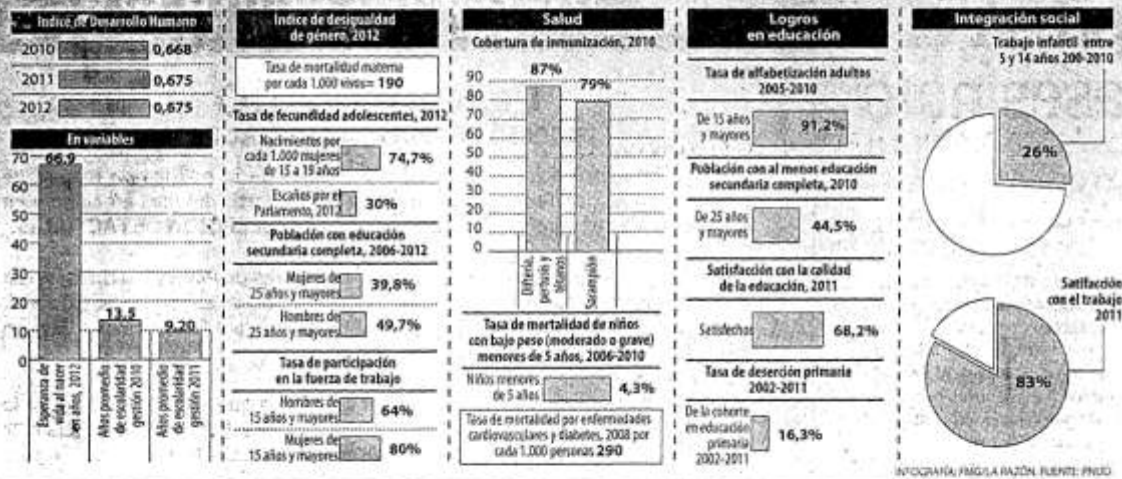 Indice de Desarrollo Humano
2010 0,668
2011 0,675
2012 0,675
En variables
70
60
50
40
30
20
10
0
66,9
13,5
9,20
Esperanza de
vida al nacer
en años, 2012
Años promedio
de escolaridad
gestión 2010
Años promedio
de escolaridad
gestión 2011
Indice de desigualdad
de género, 2012
Tasa de mortalidad materna
por cada 1.000 vivos= 190
Tasa de fecundidad adolescentes, 2012
Nacimientos por
cada 1.000 mujeres
de 15 a 19 años
74,7%
Escaños por el
Parlamento, 2012
30%
Población con educación
secundaria completa, 2006-2012
Mujeres de
25 años y mayores
39,8%
Hombres de
25 años y mayores
49,7%
Tasa de participación
en la fuerza de trabajo
Hombres de
15 años y mayores
64%
Mujeres de
15 años y mayores
80%
Salud
Cobertura de inmunización, 2010
90
80
70
60
50
40
30
20
10
0
87%
79%
Difteria,
pertusis y
tétanos
Sarampión
Tasa de mortalidad de niños
con bajo peso (moderado o grave)
menores de 5 años, 2006-2010
Niños menores
de 5 años
4,3%
Tasa de mortalidad por enfermedades
cardiovasculares y diabetes, 2008 por
cada 1.000 personas 290
Logros
en educación
Tasa de alfabetización adultos
2005-2010
De 15 años
y mayores
91,2%
Población con al menos educación
secundaria completa, 2010
De 25 años
y mayores
44,5%
Satisfacción con la calidad
de la educación, 2011
Satisfechos
68,2%
Tasa de deserción primaria
2002-2011
De la cohorte
en educación
primaria
2002-2011
16,3%
Integración social
Trabajo infantil entre
5 y 14 años 200-2010
26%
Satifacción
con el trabajo
2011
83%
INFOGRAFÍA: FMG/LA RAZÓN. FUENTE: PNUD